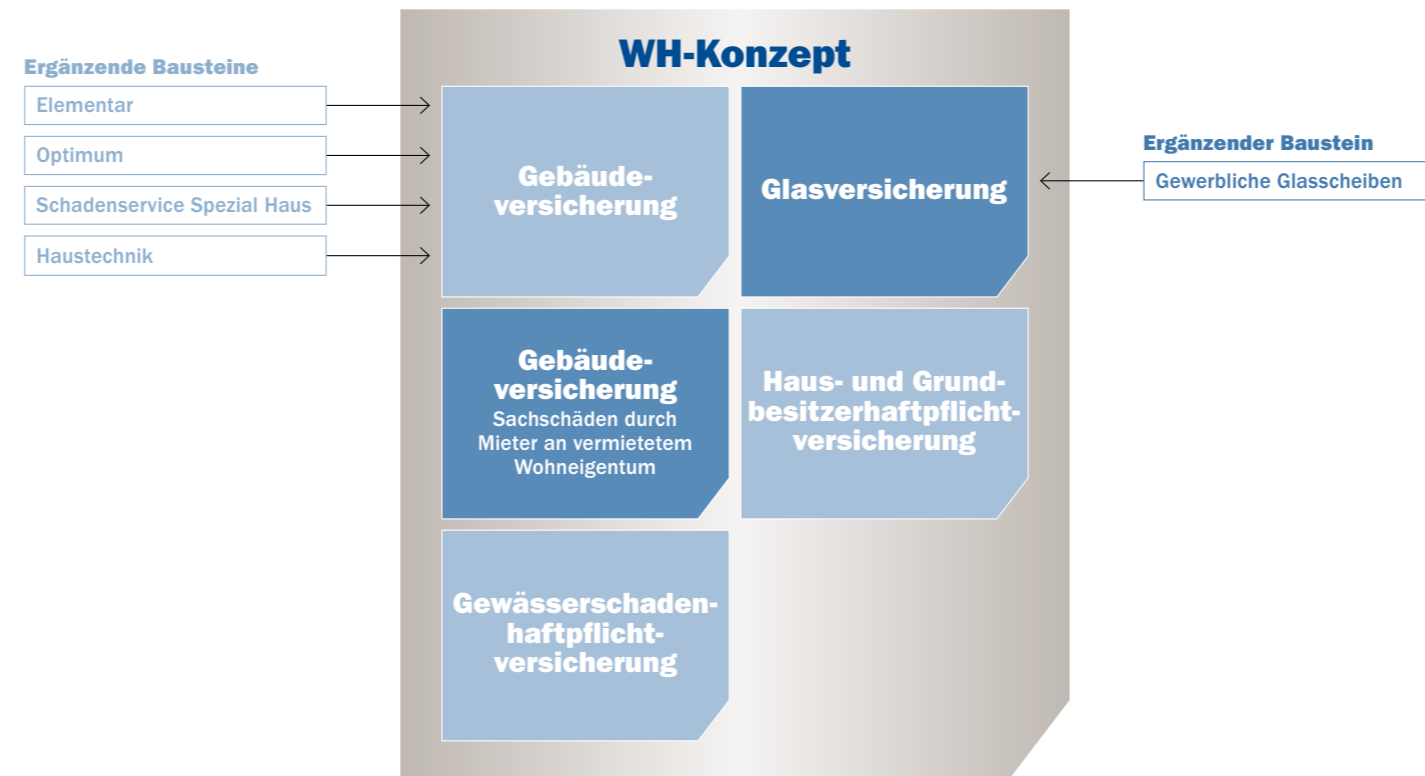 WH-Konzept
Ergänzende Bausteine
Elementar
Optimum
Schadenservice Spezial Haus
Haustechnik
Gebäude-
versicherung
Glasversicherung
Ergänzender Baustein
Gewerbliche Glasscheiben
Gebäude-
versicherung
Sachschäden durch
Mieter an vermietetem
Wohneigentum
Haus- und Grund-
besitzerhaftpflicht-
versicherung
Gewässerschaden-
haftpflicht-
versicherung